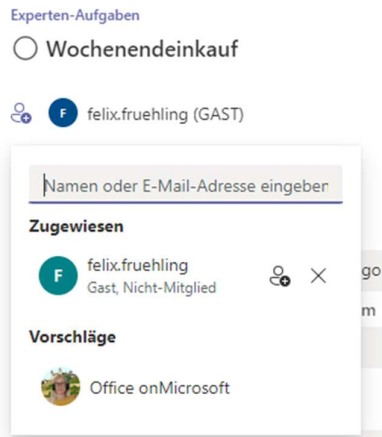 Experten-Aufgaben
Wochenendeinkauf
F felix.fruehling (GAST)
Namen oder E-Mail-Adresse eingeben
Zugewiesen
F felix.fruehling
Gast, Nicht-Mitglied
go
m
Vorschläge
Office onMicrosoft